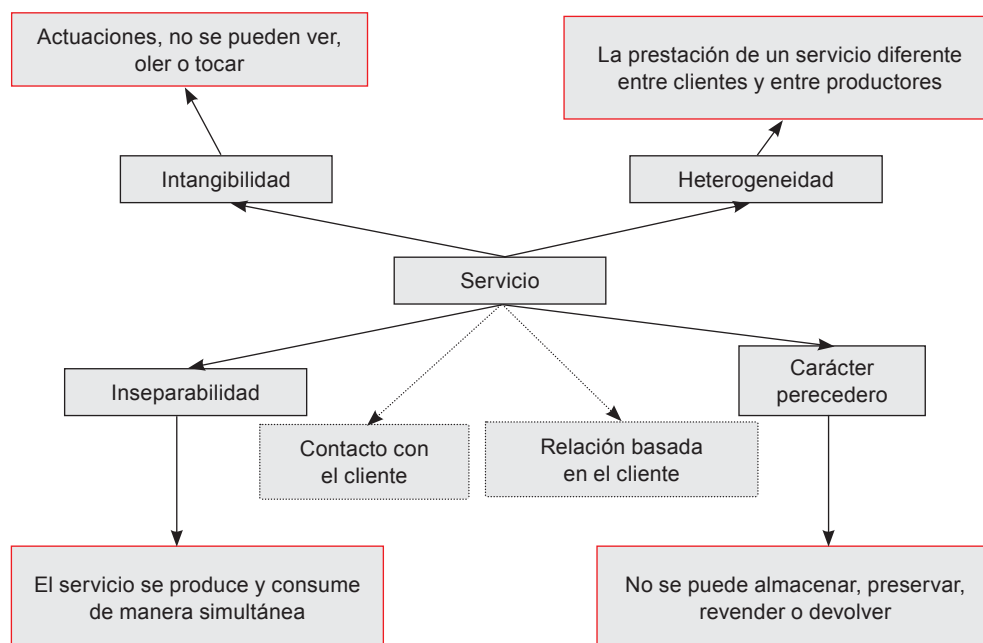 Actuaciones, no se pueden ver,
oler o tocar
La prestación de un servicio diferente
entre clientes y entre productores
Intangibilidad
Heterogeneidad
Servicio
Inseparabilidad
Carácter
perecedero
Contacto con
el cliente
Relación basada
en el cliente
El servicio se produce y consume
de manera simultánea
No se puede almacenar, preservar,
revender o devolver